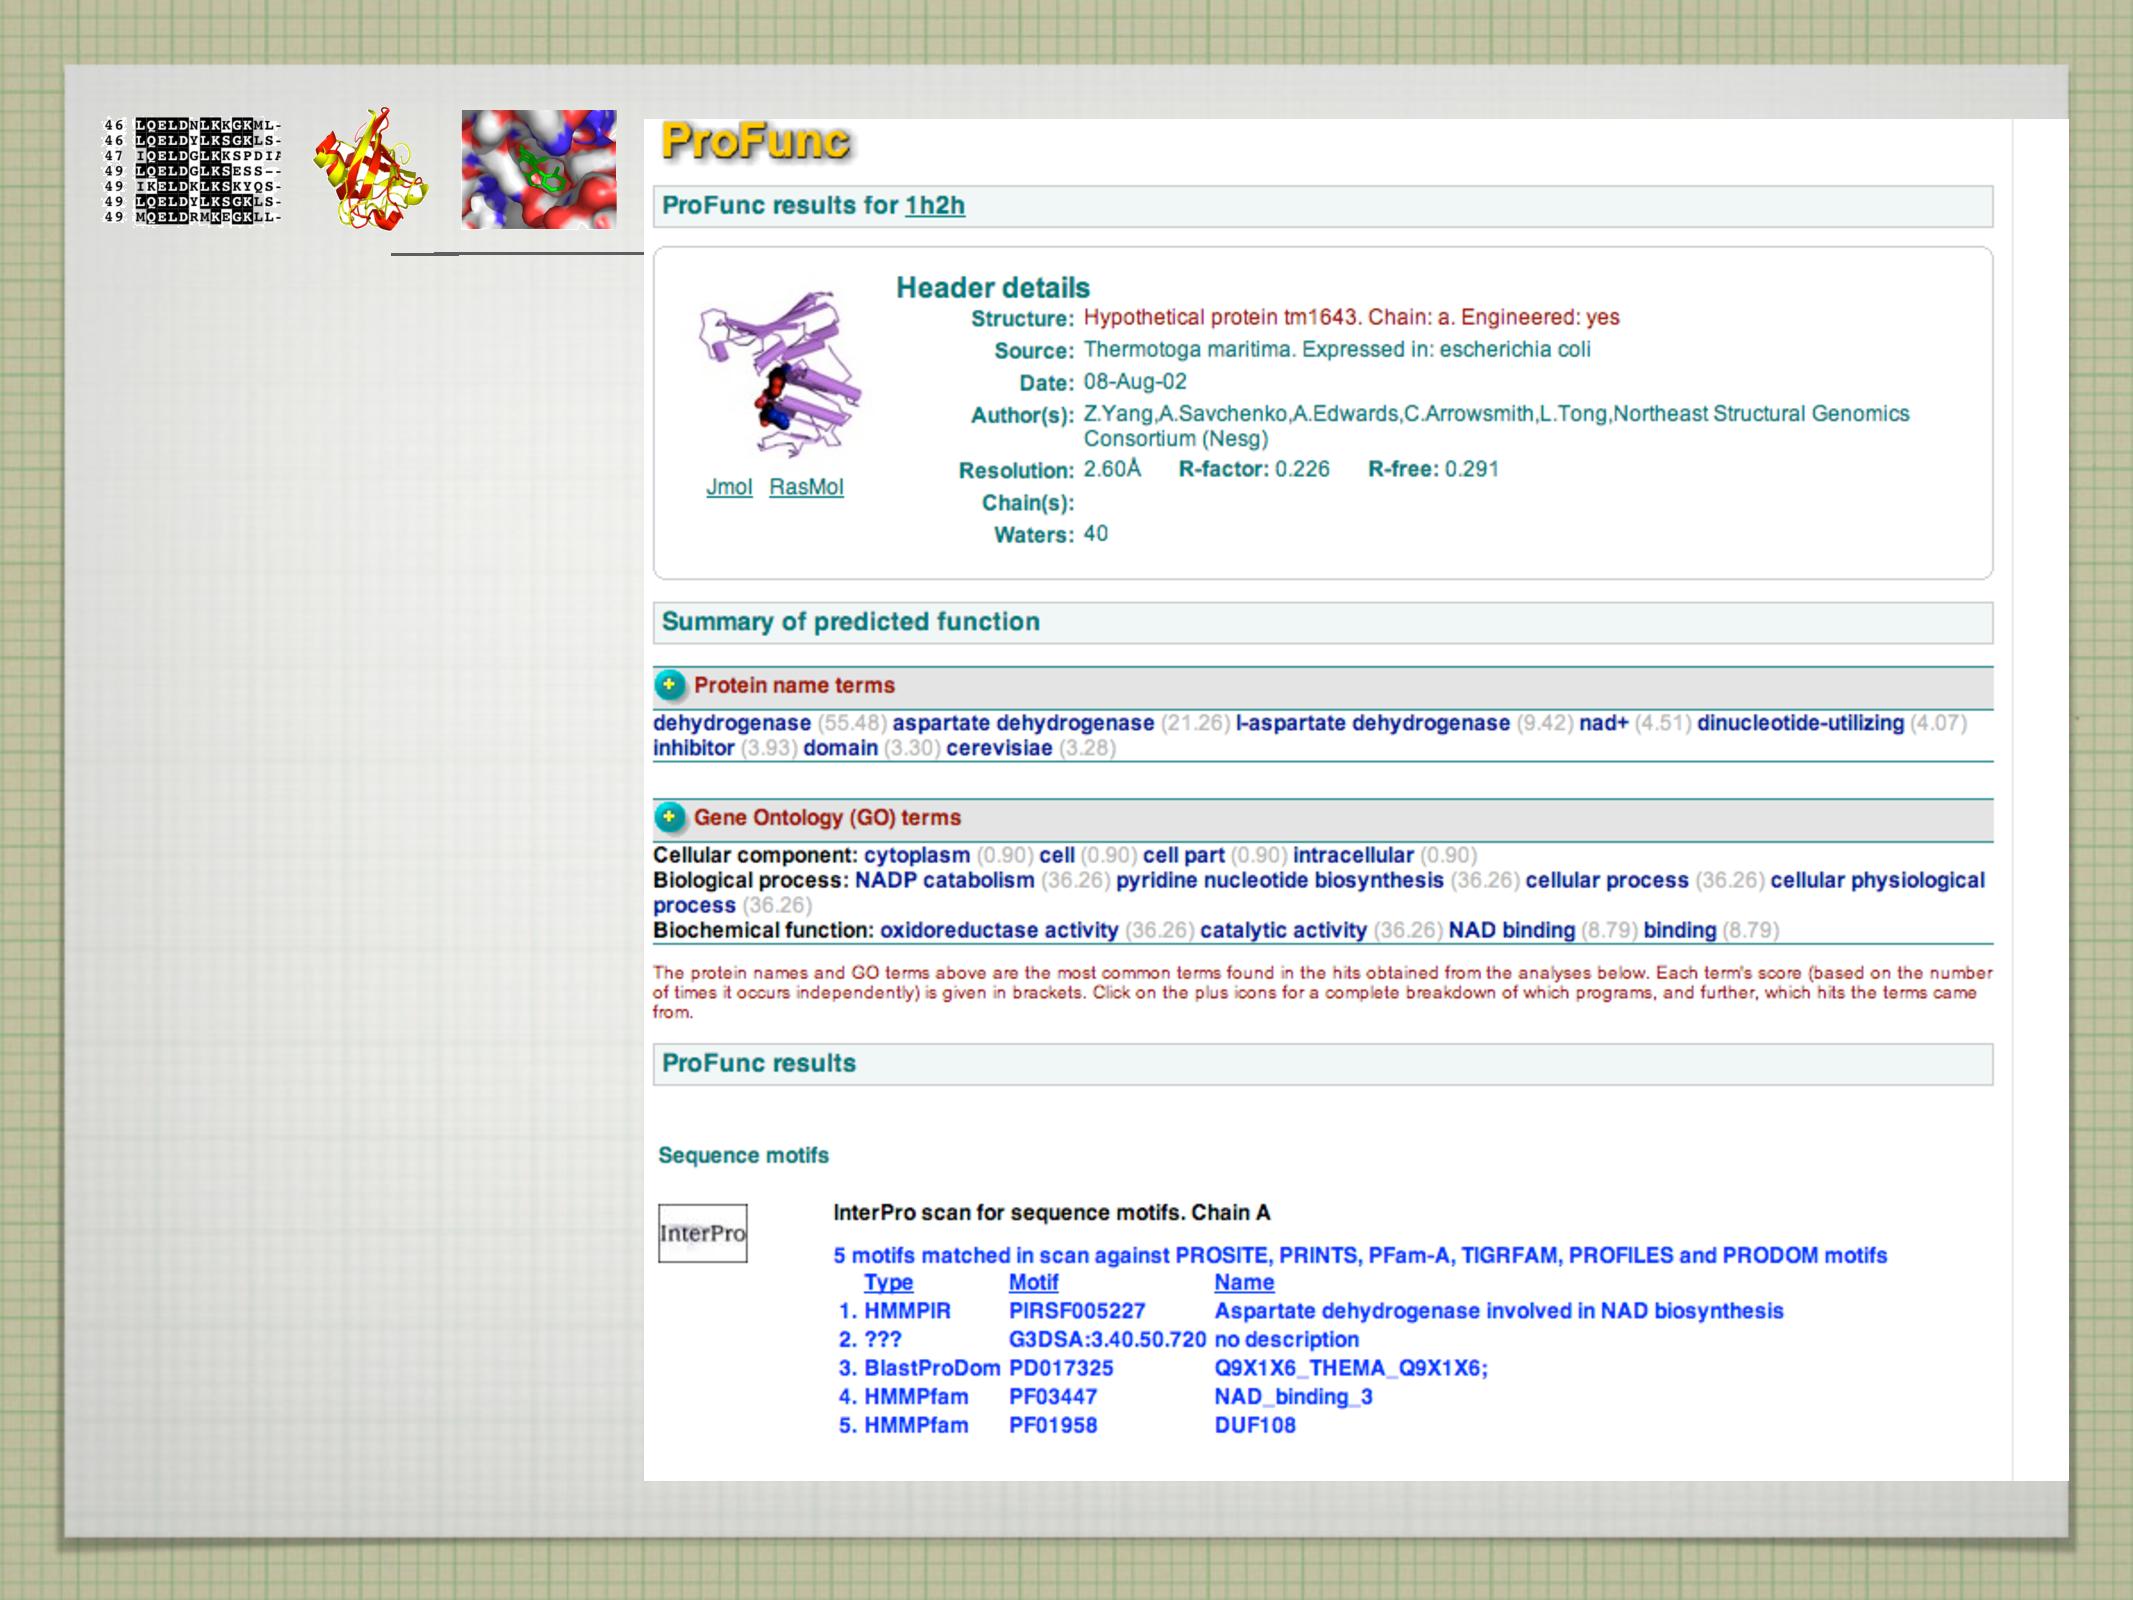 46 LQELDNLKKGKML-
46 LQELDYLKSGKLS-
47 IQELDGLKKSPDIA
49 LQELDGLKSESS--
49 IKELDKLKSKYQS-
49 LQELDYLKSGKLS-
49 MQELDRMKEGKLL-
ProFunc
ProFunc results for 1h2h
Header details
Structure: Hypothetical protein tm1643. Chain: a. Engineered: yes
Source: Thermotoga maritima. Expressed in: escherichia coli
Date: 08-Aug-02
Author(s): Z.Yang,A.Savchenko,A.Edwards,C.Arrowsmith,L.Tong,Northeast Structural Genomics
Consortium (Nesg)
Resolution: 2.60Å R-factor: 0.226 R-free: 0.291
Jmol RasMol
Chain(s):
Waters: 40
Summary of predicted function
Protein name terms
dehydrogenase (55.48) aspartate dehydrogenase (21.26) l-aspartate dehydrogenase (9.42) nad+ (4.51) dinucleotide-utilizing (4.07)
inhibitor (3.93) domain (3.30) cerevisiae (3.28)
Gene Ontology (GO) terms
Cellular component: cytoplasm (0.90) cell (0.90) cell part (0.90) intracellular (0.90)
Biological process: NADP catabolism (36.26) pyridine nucleotide biosynthesis (36.26) cellular process (36.26) cellular physiological
process (36.26)
Biochemical function: oxidoreductase activity (36.26) catalytic activity (36.26) NAD binding (8.79) binding (8.79)
The protein names and GO terms above are the most common terms found in the hits obtained from the analyses below. Each term's score (based on the number
of times it occurs independently) is given in brackets. Click on the plus icons for a complete breakdown of which programs, and further, which hits the terms came
from.
ProFunc results
Sequence motifs
InterPro
InterPro scan for sequence motifs. Chain A
5 motifs matched in scan against PROSITE, PRINTS, PFam-A, TIGRFAM, PROFILES and PRODOM motifs
Type Motif Name
1. HMMPIR PIRSF005227 Aspartate dehydrogenase involved in NAD biosynthesis
2. ??? G3DSA:3.40.50.720 no description
3. BlastProDom PD017325 Q9X1X6_THEMA_Q9X1X6;
4. HMMPfam PF03447 NAD_binding_3
5. HMMPfam PF01958 DUF108